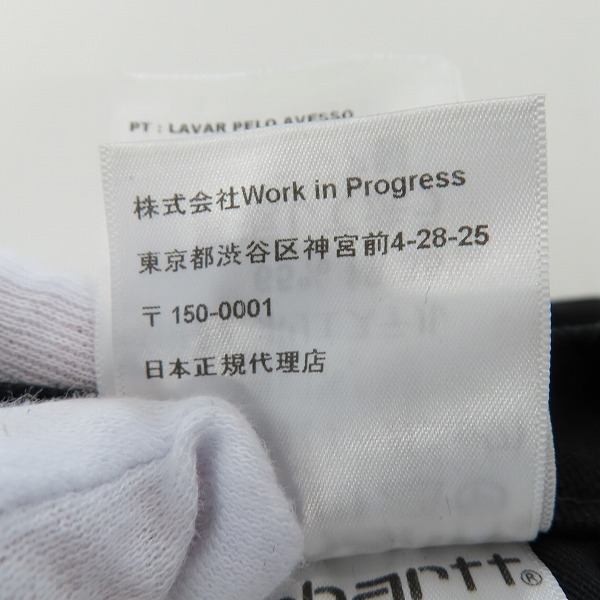 PT : LAVAR PELO AVESSO
株式会社Work in Progress
東京都渋谷区神宮前4-28-25
〒 150-0001
日本正規代理店
hartt®